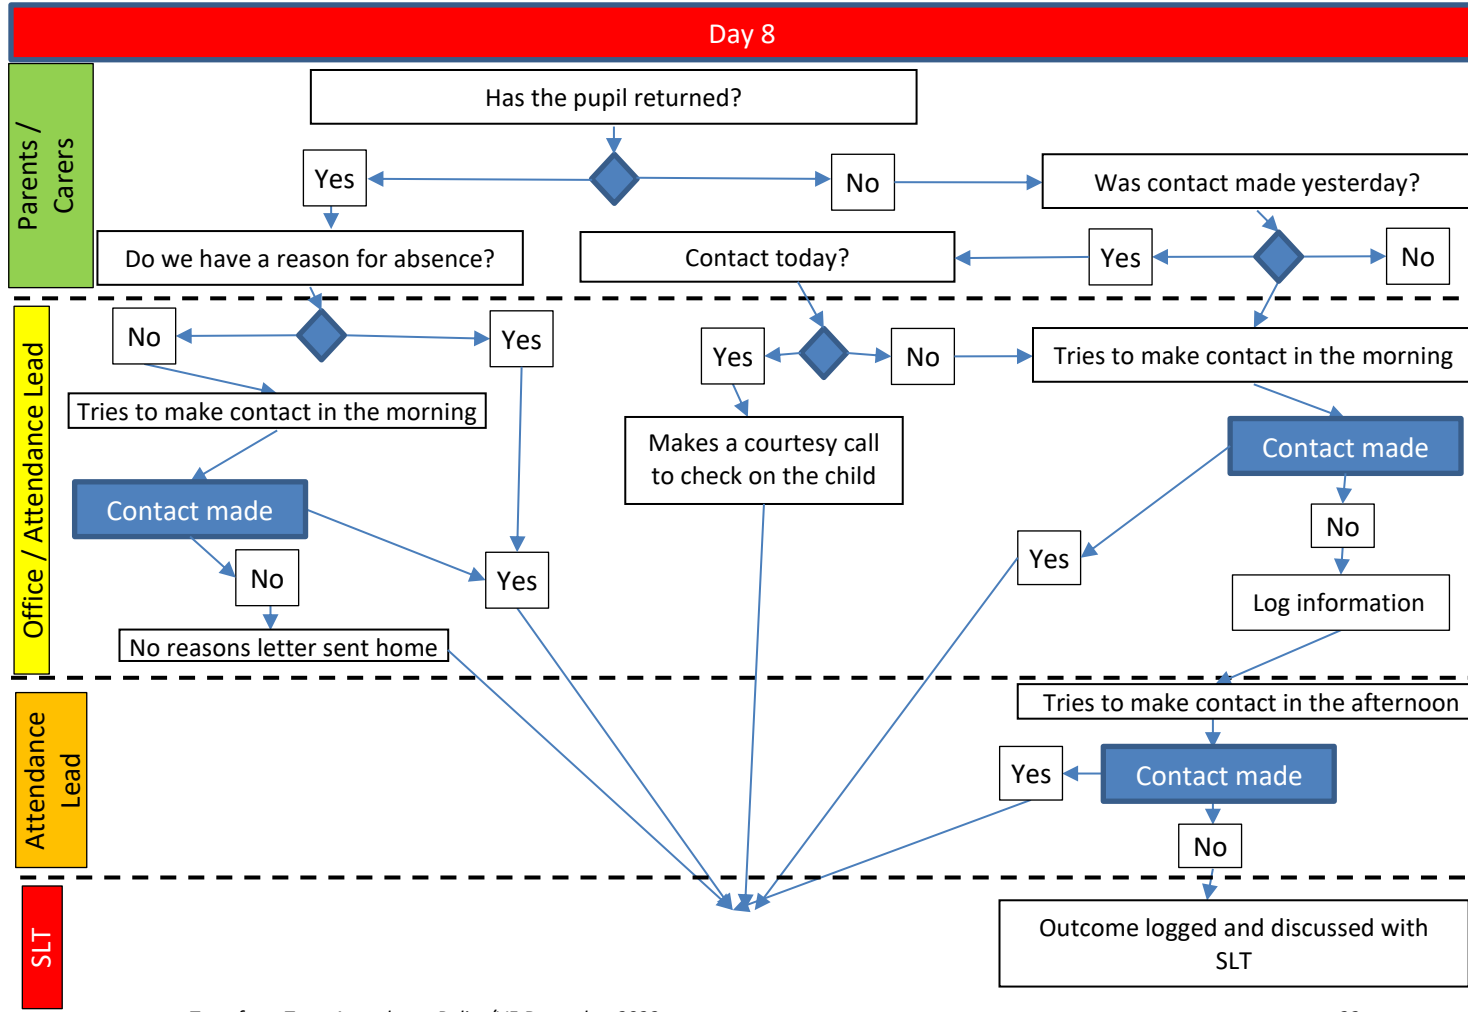 Day 8
Parents /
Carers
Has the pupil returned?
Yes
No
Was contact made yesterday?
Do we have a reason for absence?
Contact today?
Yes
No
Office / Attendance Lead
No
Yes
Yes
No
Tries to make contact in the morning
Tries to make contact in the morning
Makes a courtesy call
to check on the child
Contact made
Contact made
No
Yes
No
Yes
Log information
No reasons letter sent home
Attendance
Lead
Tries to make contact in the afternoon
Yes
Contact made
No
SLT
Outcome logged and discussed with
SLT